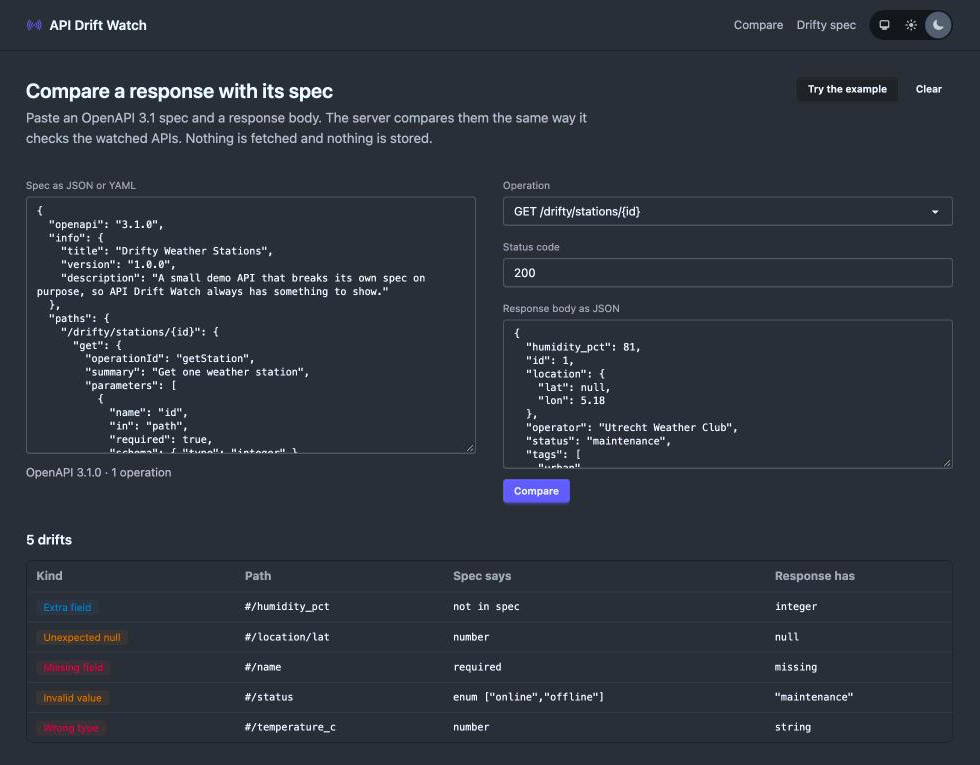 API Drift Watch
Compare
Drifty spec
Compare a response with its spec
Try the example
Clear
Paste an OpenAPI 3.1 spec and a response body. The server compares them the same way it
checks the watched APIs. Nothing is fetched and nothing is stored.
Spec as JSON or YAML
{
"openapi": "3.1.0",
"info": {
"title": "Drifty Weather Stations",
"version": "1.0.0",
"description": "A small demo API that breaks its own spec on
purpose, so API Drift Watch always has something to show."
},
"paths": {
"/drifty/stations/{id}": {
"get": {
"operationId": "getStation",
"summary": "Get one weather station",
"parameters": [
{
"name": "id",
"in": "path",
"required": true,
"schema": { "type": "integer" }
OpenAPI 3.1.0 · 1 operation
Operation
GET /drifty/stations/{id}
Status code
200
Response body as JSON
{
"humidity_pct": 81,
"id": 1,
"location": {
"lat": null,
"lon": 5.18
},
"operator": "Utrecht Weather Club",
"status": "maintenance",
"tags": [
"urban"
Compare
5 drifts
Kind Path Spec says Response has
Extra field #/humidity_pct not in spec integer
Unexpected null #/location/lat number null
Missing field #/name required missing
Invalid value #/status enum ["online","offline"] "maintenance"
Wrong type #/temperature_c number string